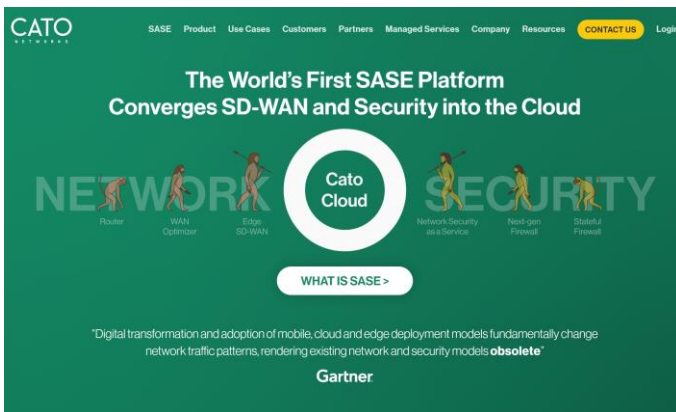 CATO
NETWORKS
SASE Product Use Cases Customers Partners Managed Services Company Resources CONTACT US Login
The World's First SASE Platform
Converges SD-WAN and Security into the Cloud
NETWORK
SECURITY
Cato
Cloud
Router
WAN
Optimizer
Edge
SD-WAN
Network Security
as a Service
Next-gen
Firewall
Stateful
Firewall
WHAT IS SASE >
"Digital transformation and adoption of mobile, cloud and edge deployment models fundamentally change
network traffic patterns, rendering existing network and security models obsolete"
Gartner